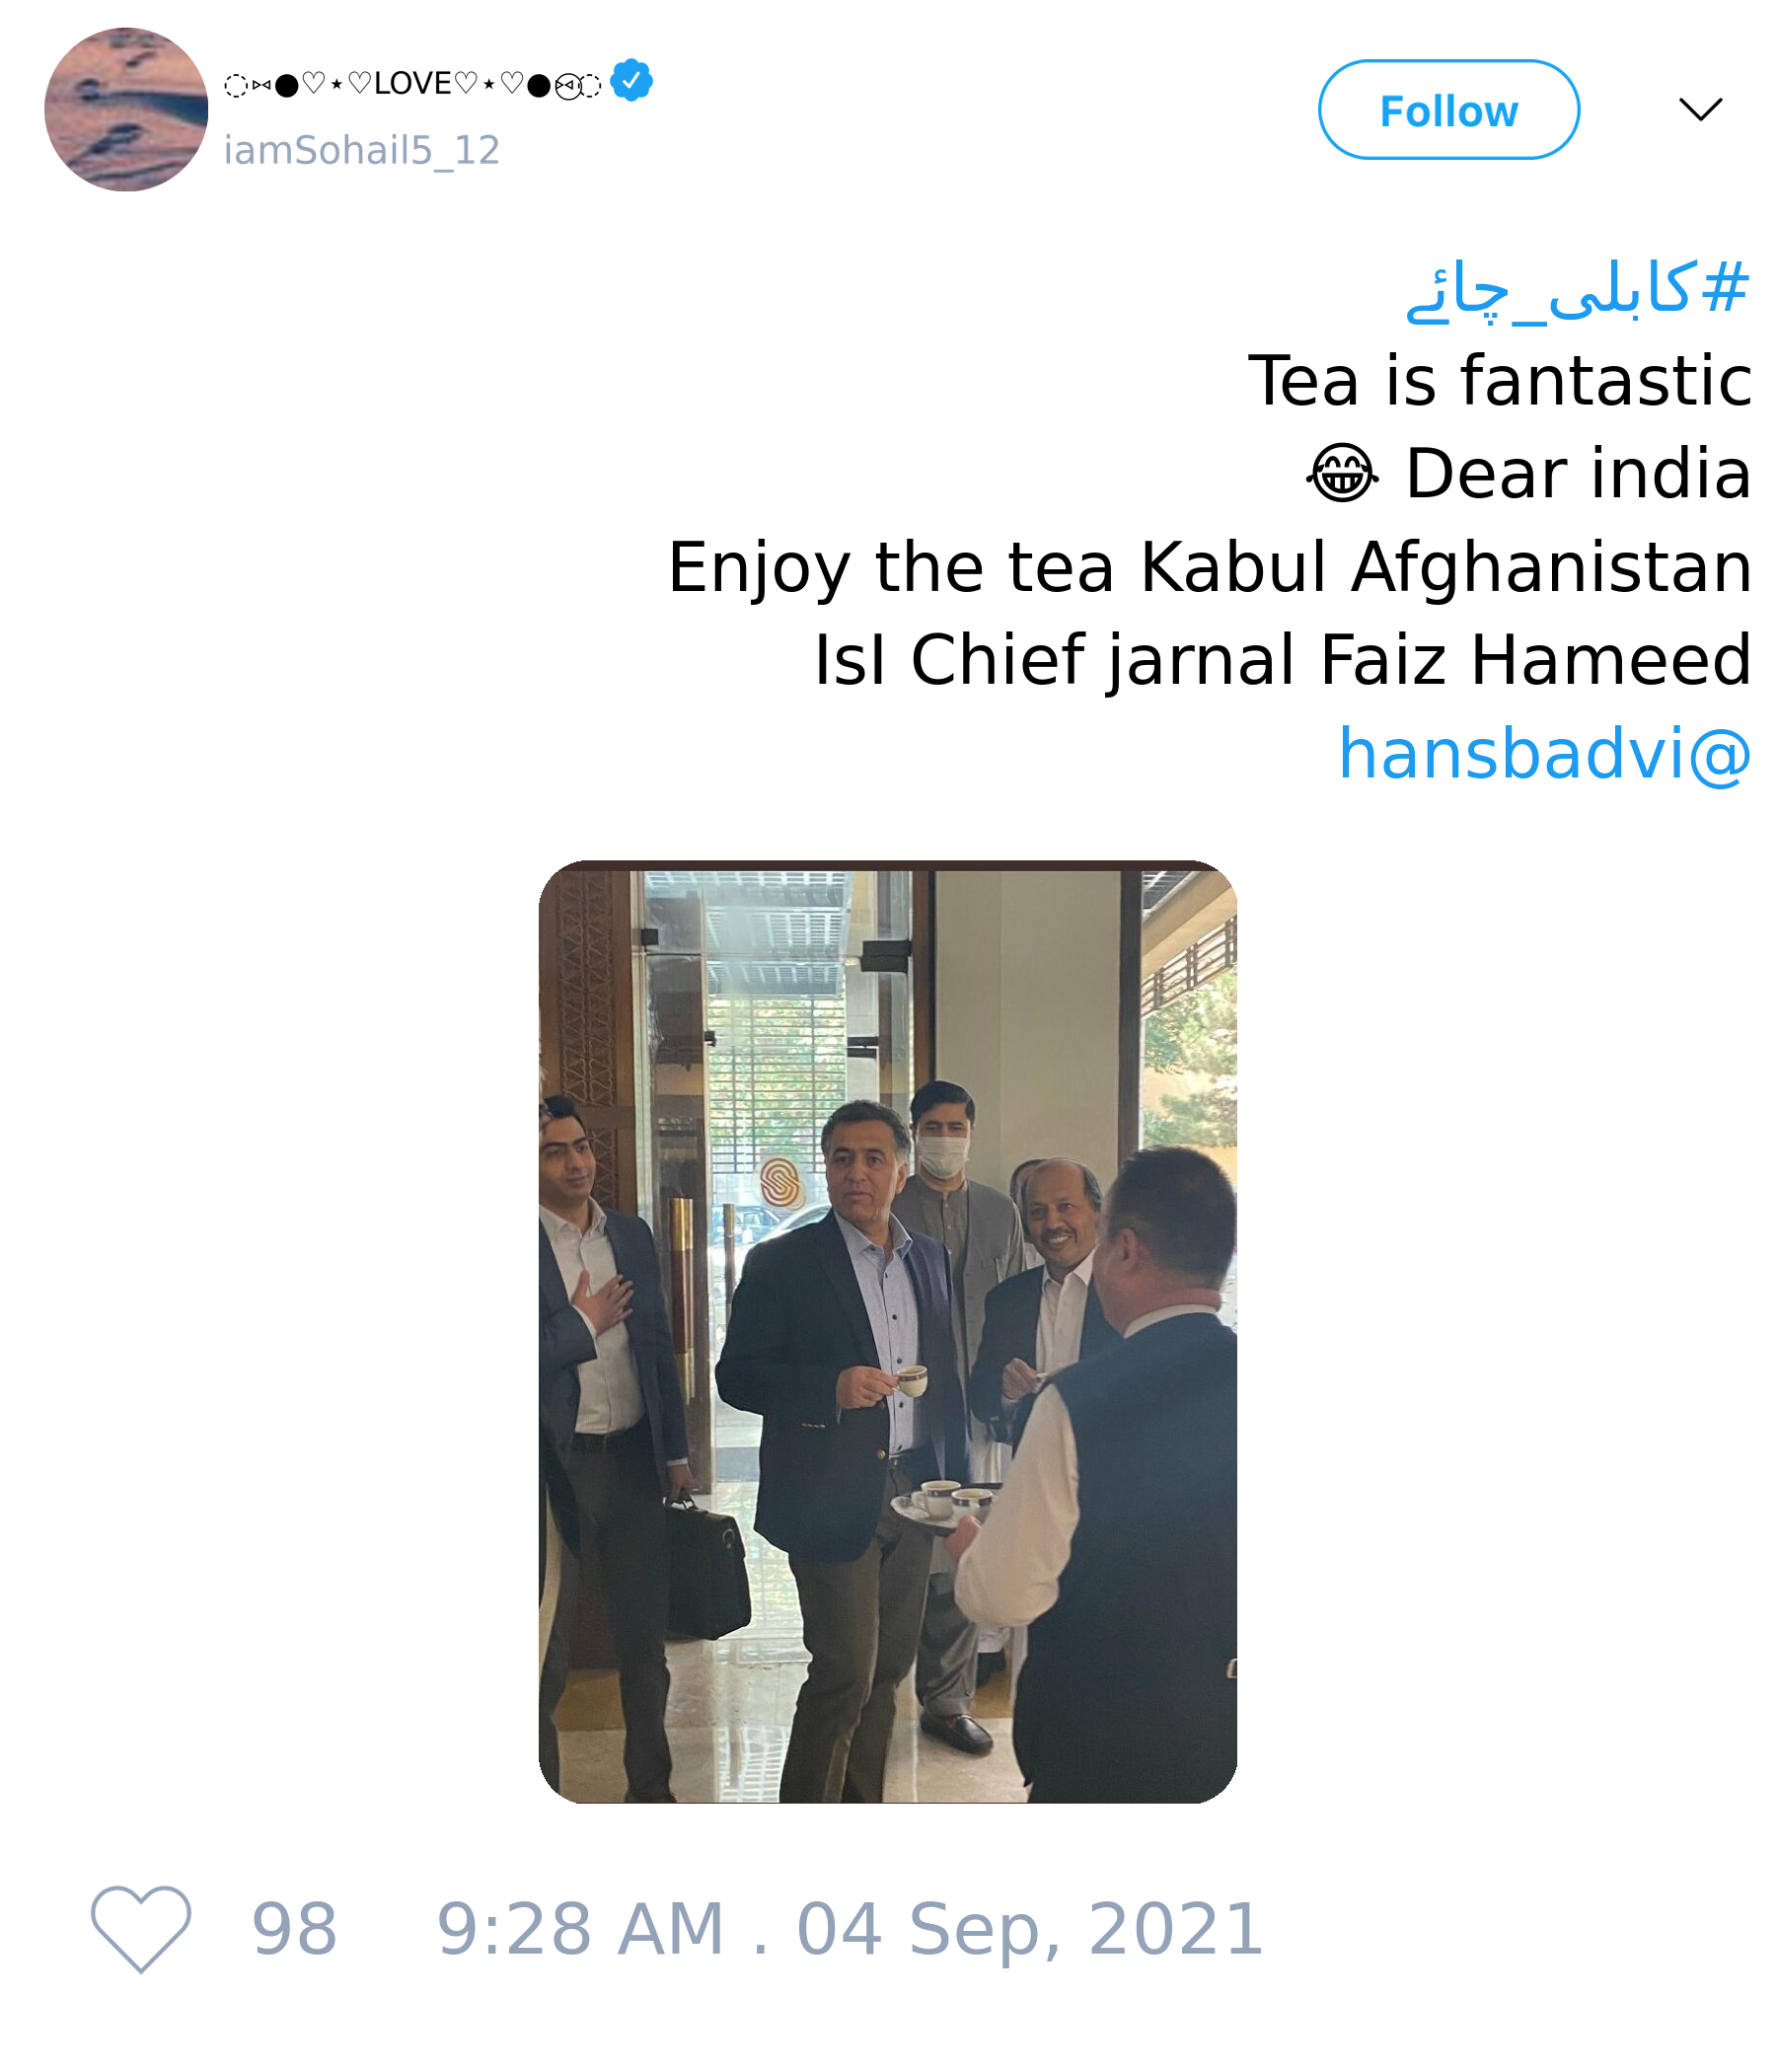 ◌⑅●♡⋆♡LOVE♡⋆♡●⑅⃝◌
iamSohail5_12
Follow
#کابلی_چائے
Tea is fantastic
😂 Dear india
Enjoy the tea Kabul Afghanistan
IsI Chief jarnal Faiz Hameed
hansbadvi@
98 9:28 AM . 04 Sep, 2021